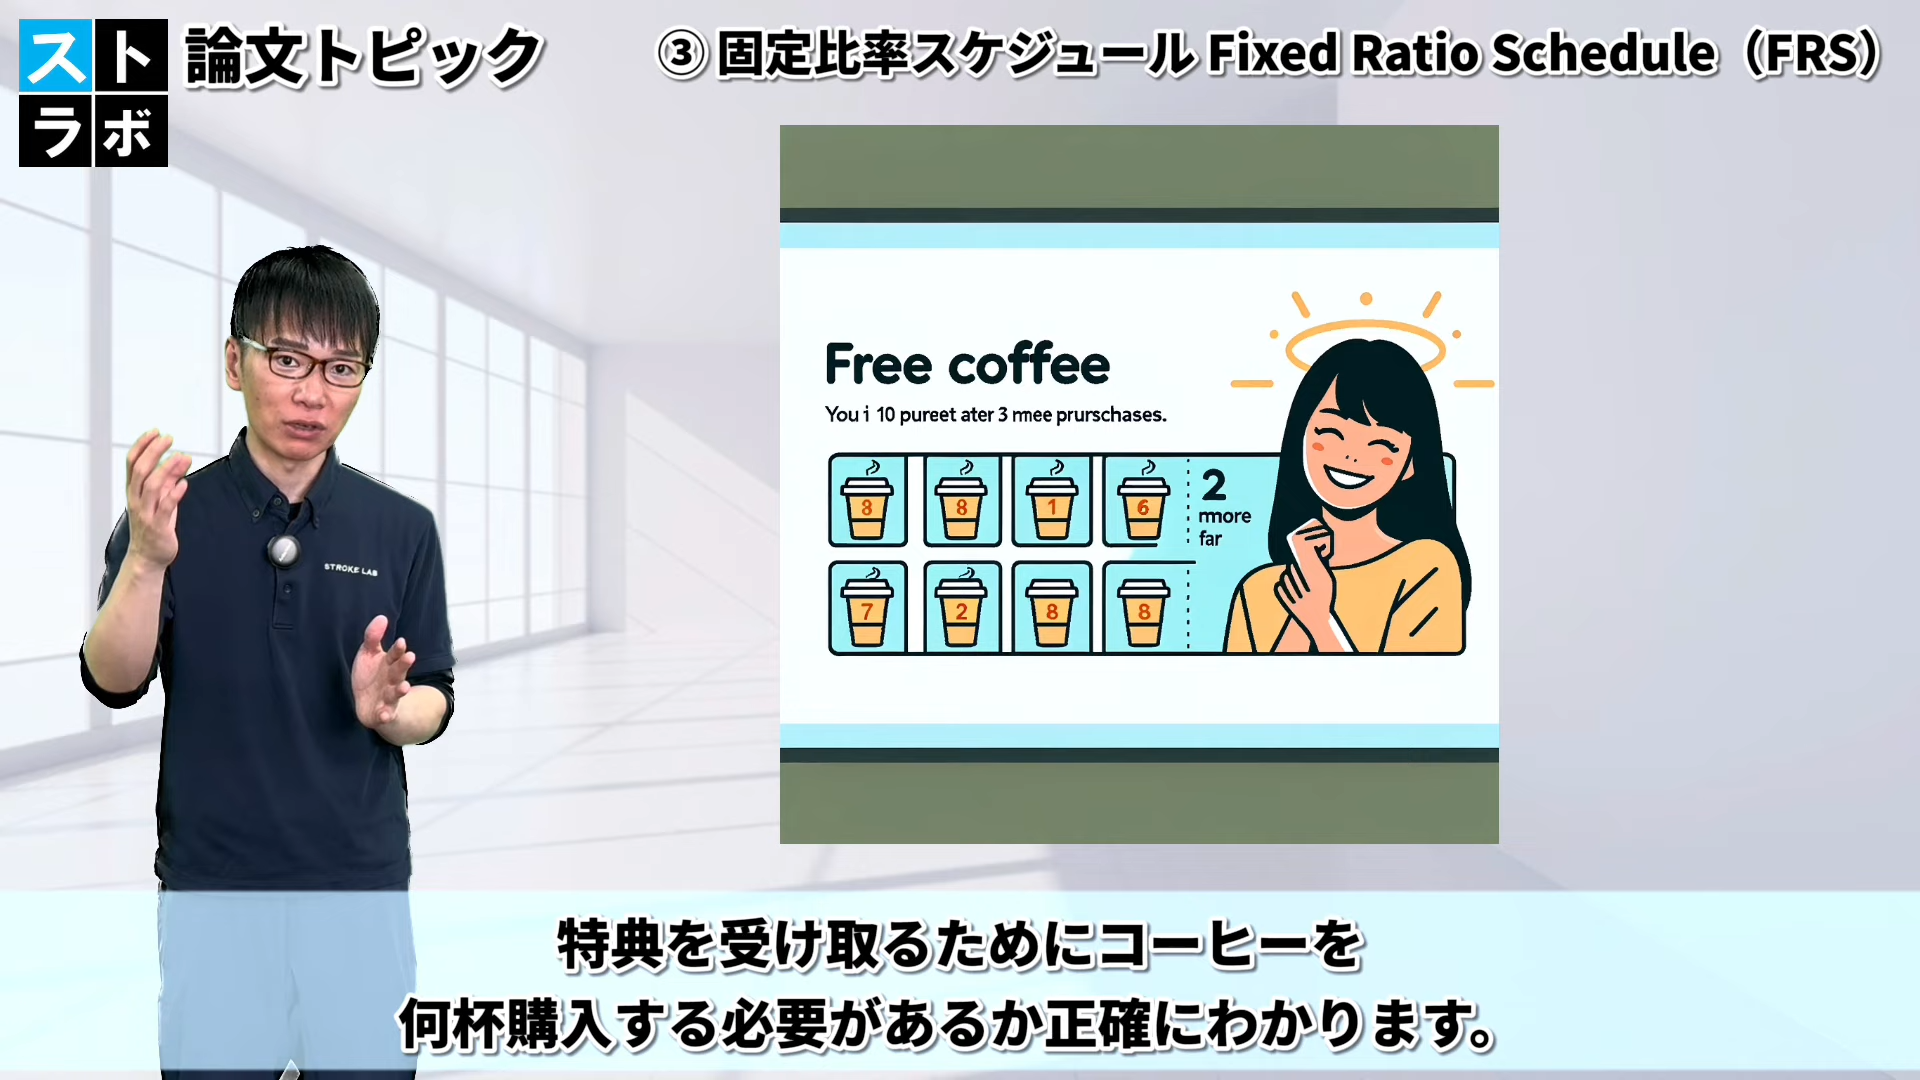 スト
ラボ
論文トピック
③ 固定比率スケジュール Fixed Ratio Schedule（FRS）
Free coffee
You i 10 pureet ater 3 mee prurschases.
8 8 1 6
2
rmore
far
7 2 8 8
STROKE LAB
特典を受け取るためにコーヒーを
何杯購入する必要があるか正確にわかります。